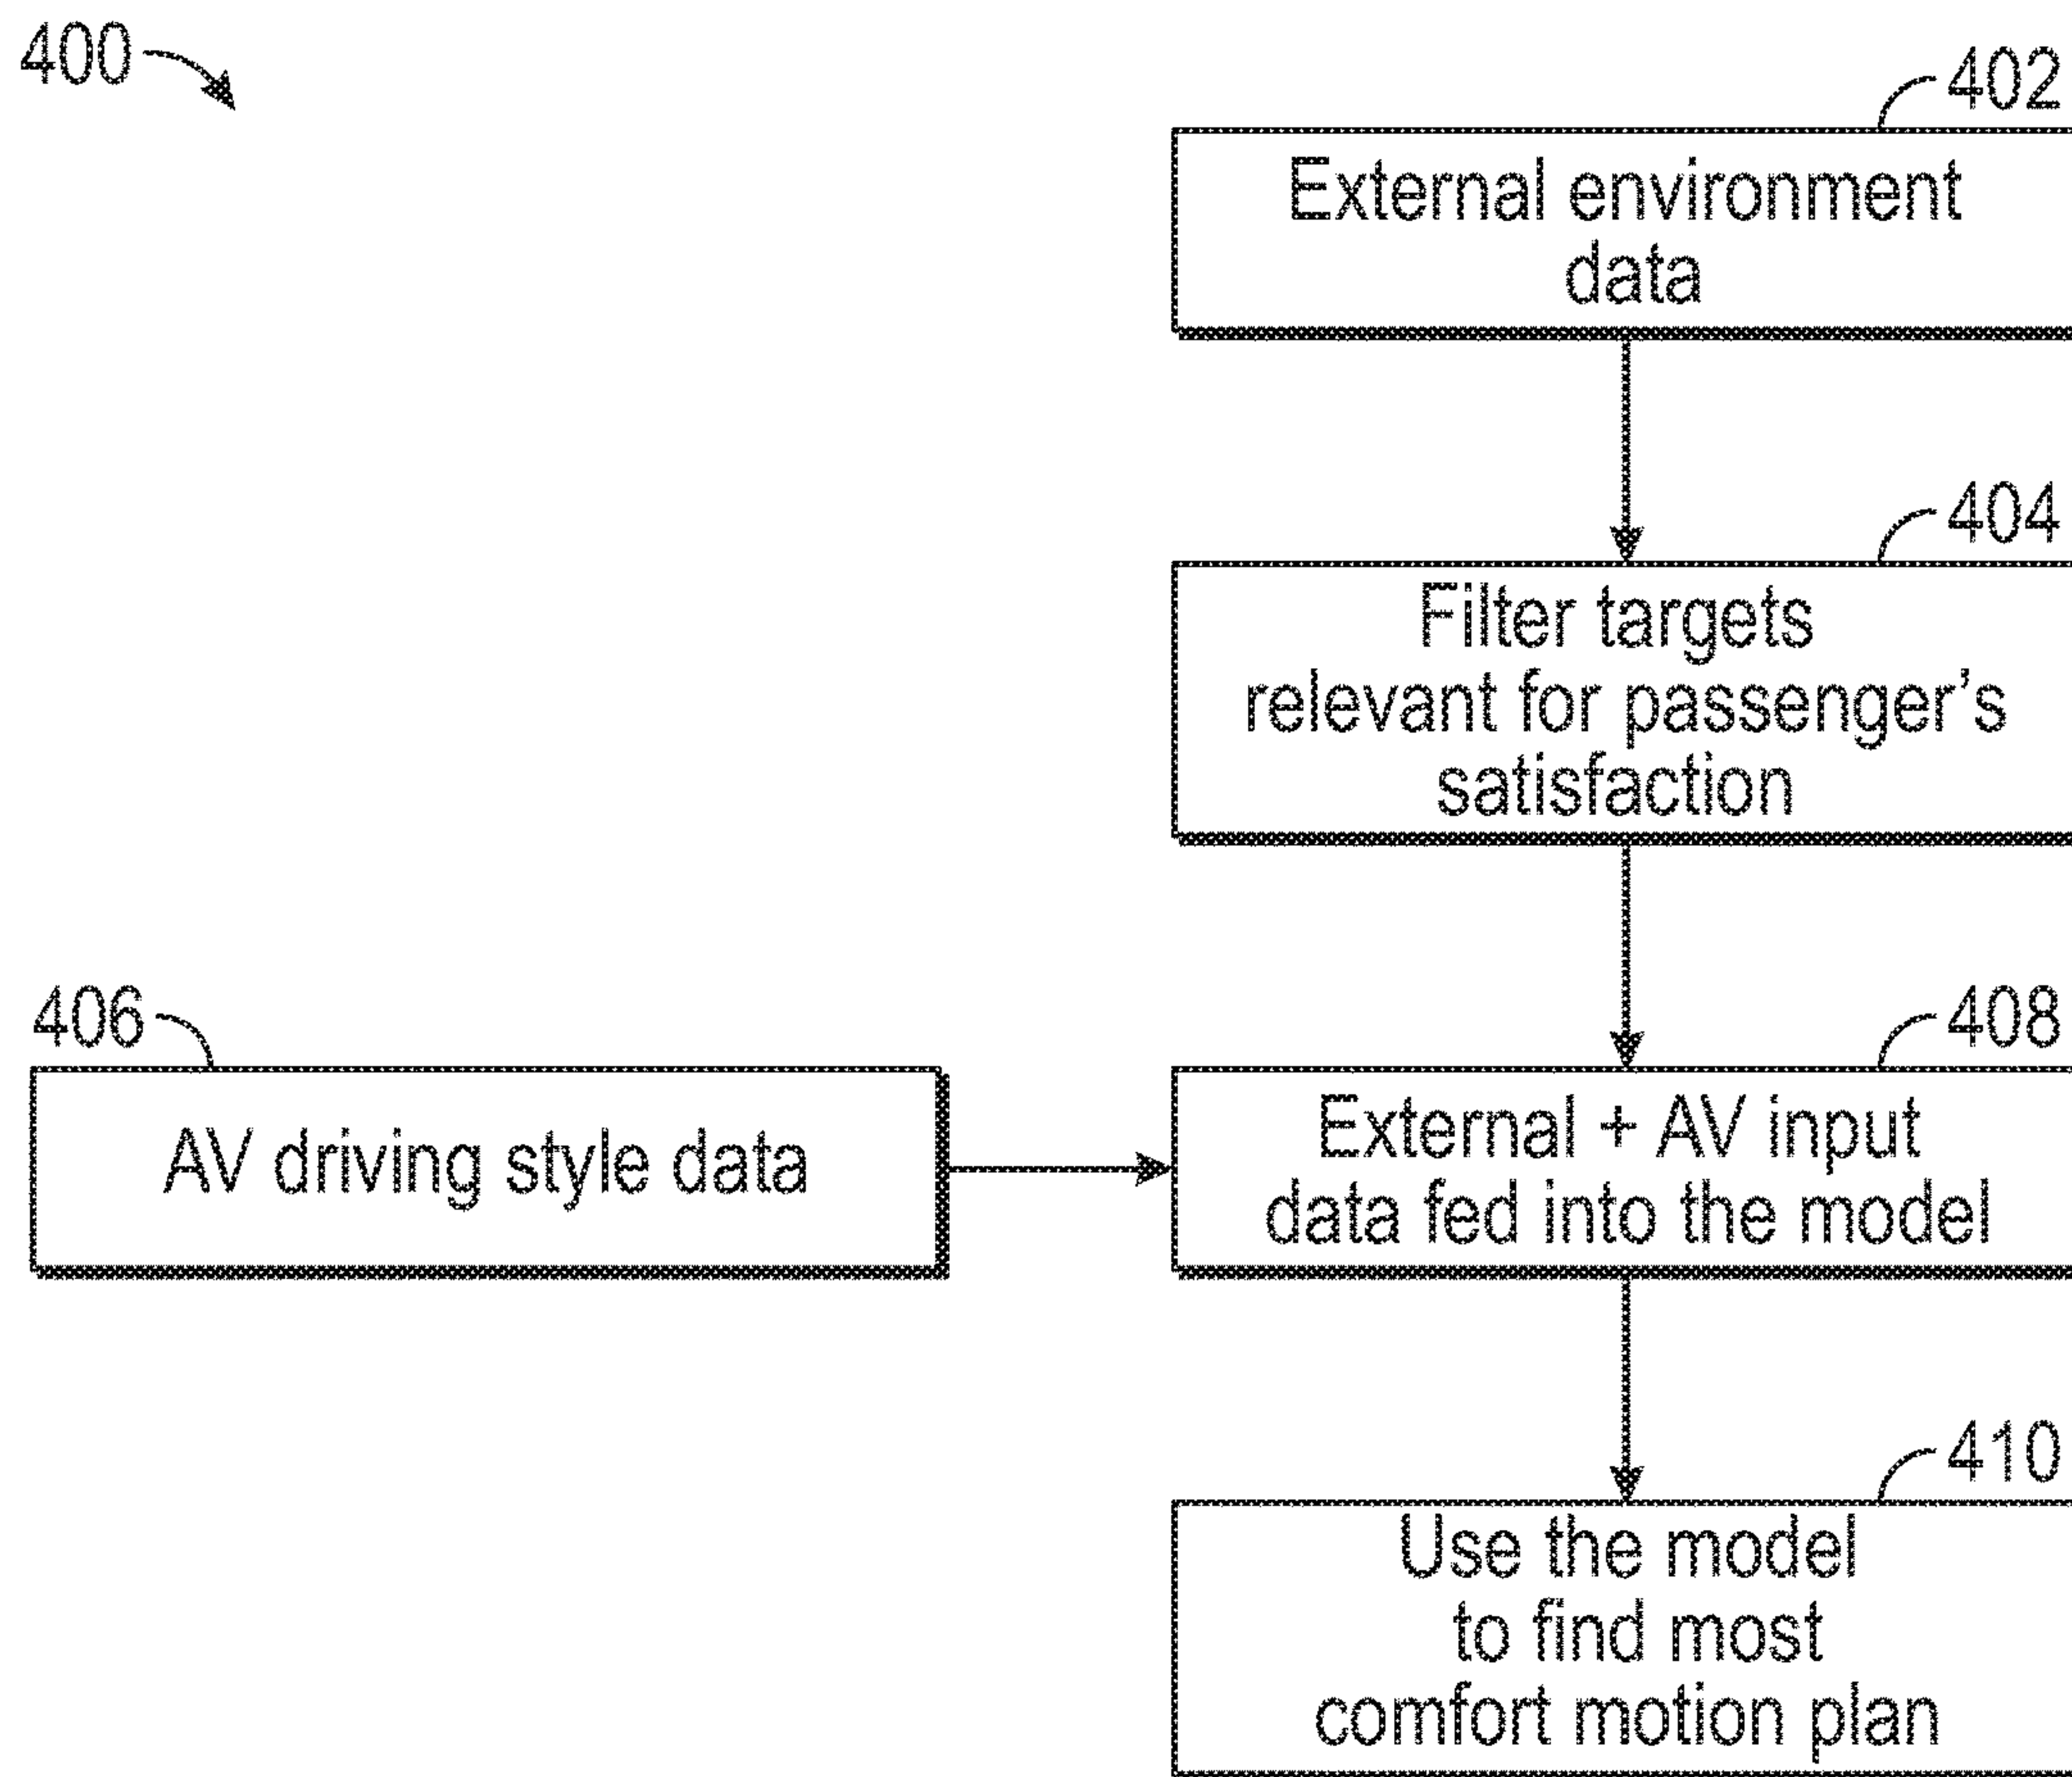 400
402
External environment
data
404
Filter targets
relevant for passenger's
satisfaction
406
AV driving style data
408
External + AV input
data fed into the model
410
Use the model
to find most
comfort motion plan